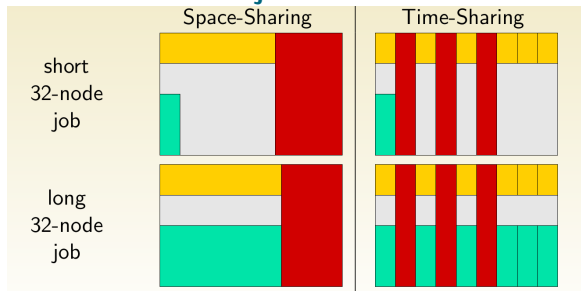 Space-Sharing
Time-Sharing
short
32-node
job
long
32-node
job